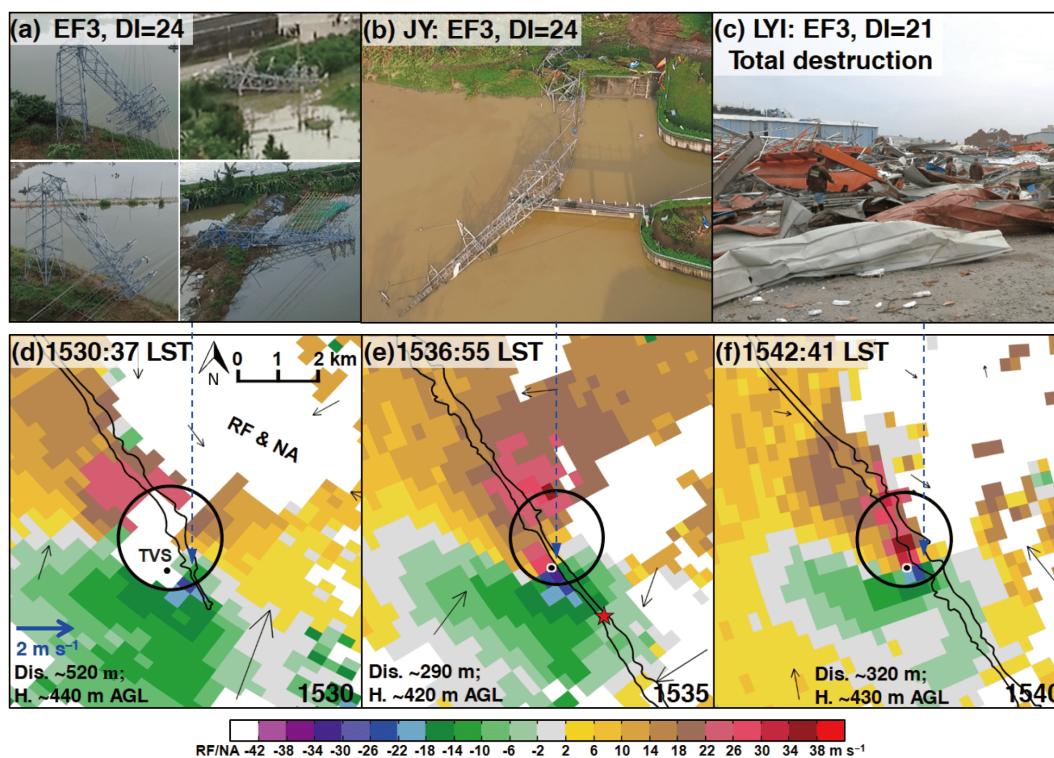 (a) EF3, DI=24
(b) JY: EF3, DI=24
(c) LYI: EF3, DI=21
Total destruction
(d)1530:37 LST
0 1 2 km
N
RF & NA
TVS
2 m s⁻¹
Dis. ~520 m;
H. ~440 m AGL
1530
(e)1536:55 LST
Dis. ~290 m;
H. ~420 m AGL
1535
(f)1542:41 LST
Dis. ~320 m;
H. ~430 m AGL
1540
RF/NA -42 -38 -34 -30 -26 -22 -18 -14 -10 -6 -2 2 6 10 14 18 22 26 30 34 38 m s⁻¹